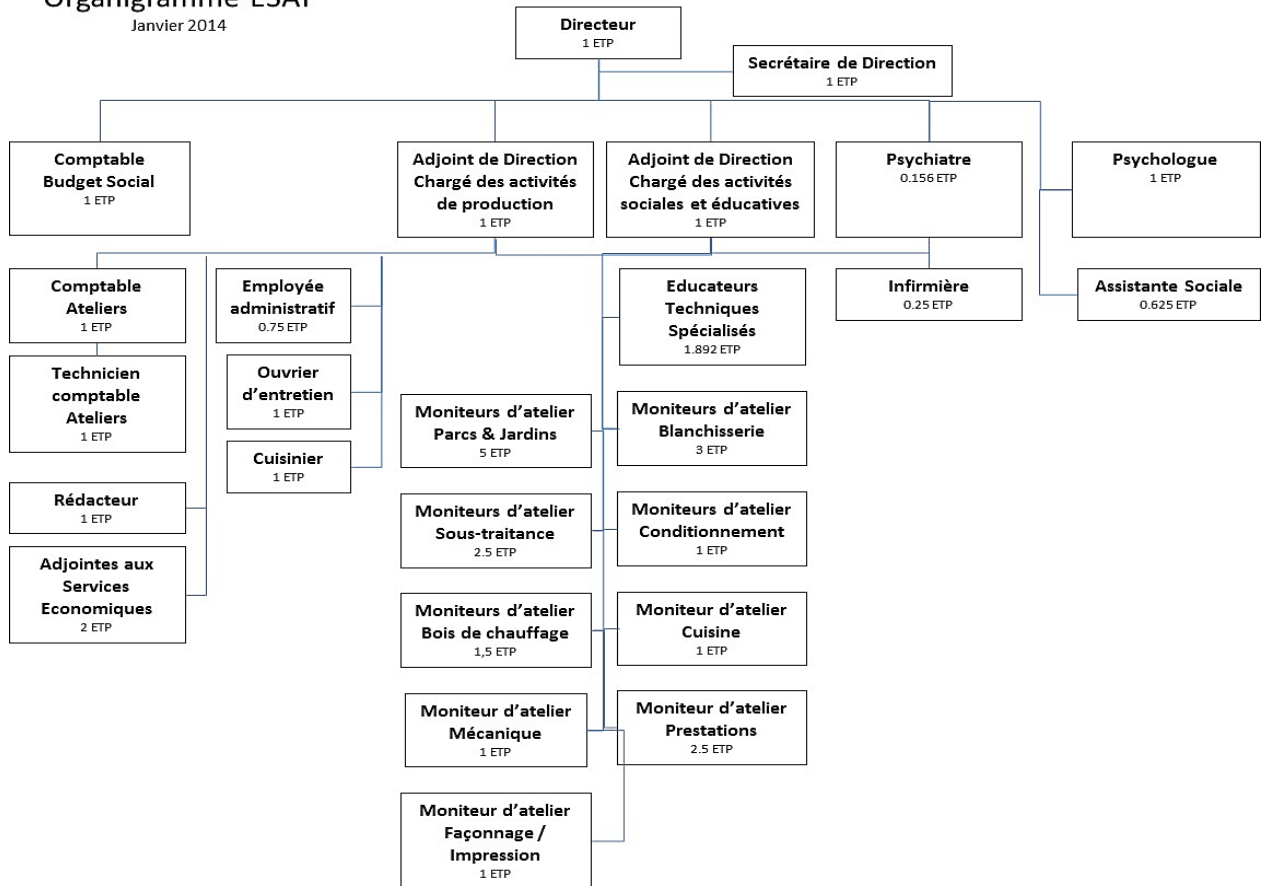 Organigramme ESAT
Janvier 2014
Directeur
1 ETP
Secrétaire de Direction
1 ETP
Comptable
Budget Social
1 ETP
Adjoint de Direction
Chargé des activités
de production
1 ETP
Adjoint de Direction
Chargé des activités
sociales et éducatives
1 ETP
Psychiatre
0.156 ETP
Psychologue
1 ETP
Comptable
Ateliers
1 ETP
Employée
administratif
0.75 ETP
Educateurs
Techniques
Spécialisés
1.892 ETP
Infirmière
0.25 ETP
Assistante Sociale
0.625 ETP
Technicien
comptable
Ateliers
1 ETP
Ouvrier
d’entretien
1 ETP
Cuisinier
1 ETP
Moniteurs d’atelier
Parcs & Jardins
5 ETP
Moniteurs d’atelier
Blanchisserie
3 ETP
Rédacteur
1 ETP
Moniteurs d’atelier
Sous-traitance
2.5 ETP
Moniteurs d’atelier
Conditionnement
1 ETP
Adjointes aux
Services
Economiques
2 ETP
Moniteurs d’atelier
Bois de chauffage
1,5 ETP
Moniteur d’atelier
Cuisine
1 ETP
Moniteur d’atelier
Mécanique
1 ETP
Moniteur d’atelier
Prestations
2.5 ETP
Moniteur d’atelier
Façonnage /
Impression
1 ETP